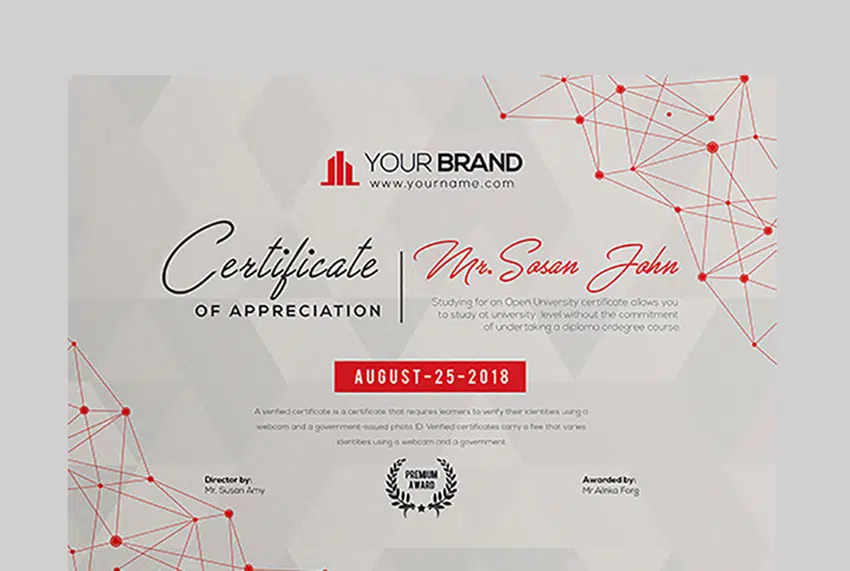 YOUR BRAND
www.yourname.com
Certificate
OF APPRECIATION
Mr. Sosan John
Studying for an Open University certificate allows you
to study at university level without the commitment
of undertaking a diploma ordegree course.
AUGUST-25-2018
A verified certificate is a certificate that requires learners to verify their identities using a
webcam and a government-issued photo ID. Verified certificates carry a fee that varies
identities using a webcam and a government.
Director by:
Mr. Susan Amy
PREMIUM
AWARD
Awarded by:
Mr.Alinka Forg